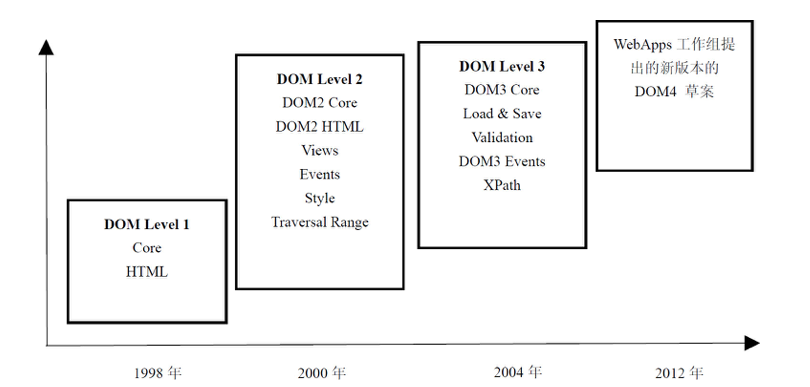 DOM Level 1
Core
HTML
DOM Level 2
DOM2 Core
DOM2 HTML
Views
Events
Style
Traversal Range
DOM Level 3
DOM3 Core
Load & Save
Validation
DOM3 Events
XPath
WebApps 工作组提
出的新版本的
DOM4 草案
1998 年
2000 年
2004 年
2012 年